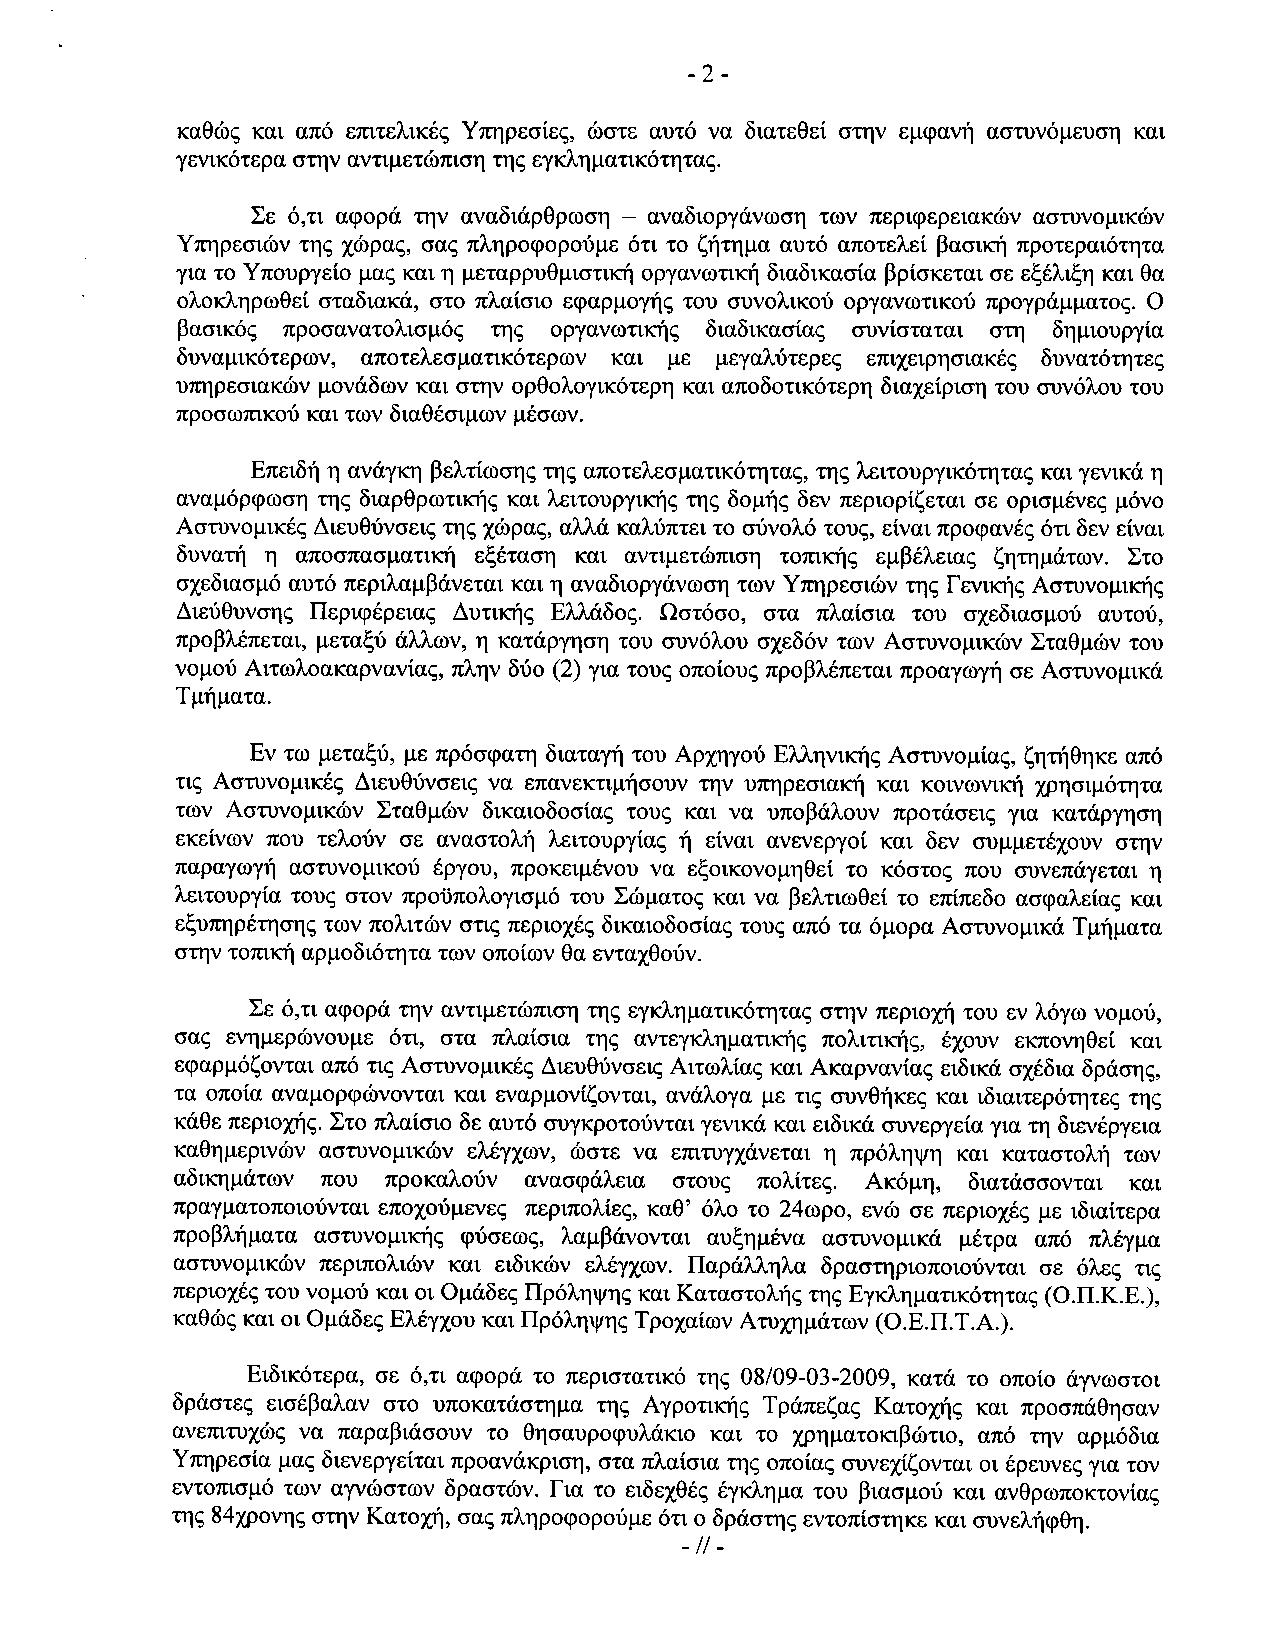 - 2 -
καθώς και από επιτελικές Υπηρεσίες, ώστε αυτό να διατεθεί στην εμφανή αστυνόμευση και
γενικότερα στην αντιμετώπιση της εγκληματικότητας.
Σε ό,τι αφορά την αναδιάρθρωση – αναδιοργάνωση των περιφερειακών αστυνομικών
Υπηρεσιών της χώρας, σας πληροφορούμε ότι το ζήτημα αυτό αποτελεί βασική προτεραιότητα
για το Υπουργείο μας και η μεταρρυθμιστική οργανωτική διαδικασία βρίσκεται σε εξέλιξη και θα
ολοκληρωθεί σταδιακά, στο πλαίσιο εφαρμογής του συνολικού οργανωτικού προγράμματος. Ο
βασικός προσανατολισμός της οργανωτικής διαδικασίας συνίσταται στη δημιουργία
δυναμικότερων, αποτελεσματικότερων και με μεγαλύτερες επιχειρησιακές δυνατότητες
υπηρεσιακών μονάδων και στην ορθολογικότερη και αποδοτικότερη διαχείριση του συνόλου του
προσωπικού και των διαθέσιμων μέσων.
Επειδή η ανάγκη βελτίωσης της αποτελεσματικότητας, της λειτουργικότητας και γενικά η
αναμόρφωση της διαρθρωτικής και λειτουργικής της δομής δεν περιορίζεται σε ορισμένες μόνο
Αστυνομικές Διευθύνσεις της χώρας, αλλά καλύπτει το σύνολό τους, είναι προφανές ότι δεν είναι
δυνατή η αποσπασματική εξέταση και αντιμετώπιση τοπικής εμβέλειας ζητημάτων. Στο
σχεδιασμό αυτό περιλαμβάνεται και η αναδιοργάνωση των Υπηρεσιών της Γενικής Αστυνομικής
Διεύθυνσης Περιφέρειας Δυτικής Ελλάδος. Ωστόσο, στα πλαίσια του σχεδιασμού αυτού,
προβλέπεται, μεταξύ άλλων, η κατάργηση του συνόλου σχεδόν των Αστυνομικών Σταθμών του
νομού Αιτωλοακαρνανίας, πλην δύο (2) για τους οποίους προβλέπεται προαγωγή σε Αστυνομικά
Τμήματα.
Εν τω μεταξύ, με πρόσφατη διαταγή του Αρχηγού Ελληνικής Αστυνομίας, ζητήθηκε από
τις Αστυνομικές Διευθύνσεις να επανεκτιμήσουν την υπηρεσιακή και κοινωνική χρησιμότητα
των Αστυνομικών Σταθμών δικαιοδοσίας τους και να υποβάλουν προτάσεις για κατάργηση
εκείνων που τελούν σε αναστολή λειτουργίας ή είναι ανενεργοί και δεν συμμετέχουν στην
παραγωγή αστυνομικού έργου, προκειμένου να εξοικονομηθεί το κόστος που συνεπάγεται η
λειτουργία τους στον προϋπολογισμό του Σώματος και να βελτιωθεί το επίπεδο ασφαλείας και
εξυπηρέτησης των πολιτών στις περιοχές δικαιοδοσίας τους από τα όμορα Αστυνομικά Τμήματα
στην τοπική αρμοδιότητα των οποίων θα ενταχθούν.
Σε ό,τι αφορά την αντιμετώπιση της εγκληματικότητας στην περιοχή του εν λόγω νομού,
σας ενημερώνουμε ότι, στα πλαίσια της αντεγκληματικής πολιτικής, έχουν εκπονηθεί και
εφαρμόζονται από τις Αστυνομικές Διευθύνσεις Αιτωλίας και Ακαρνανίας ειδικά σχέδια δράσης,
τα οποία αναμορφώνονται και εναρμονίζονται, ανάλογα με τις συνθήκες και ιδιαιτερότητες της
κάθε περιοχής. Στο πλαίσιο δε αυτό συγκροτούνται γενικά και ειδικά συνεργεία για τη διενέργεια
καθημερινών αστυνομικών ελέγχων, ώστε να επιτυγχάνεται η πρόληψη και καταστολή των
αδικημάτων που προκαλούν ανασφάλεια στους πολίτες. Ακόμη, διατάσσονται και
πραγματοποιούνται εποχούμενες περιπολίες, καθ’ όλο το 24ωρο, ενώ σε περιοχές με ιδιαίτερα
προβλήματα αστυνομικής φύσεως, λαμβάνονται αυξημένα αστυνομικά μέτρα από πλέγμα
αστυνομικών περιπολιών και ειδικών ελέγχων. Παράλληλα δραστηριοποιούνται σε όλες τις
περιοχές του νομού και οι Ομάδες Πρόληψης και Καταστολής της Εγκληματικότητας (Ο.Π.Κ.Ε.),
καθώς και οι Ομάδες Ελέγχου και Πρόληψης Τροχαίων Ατυχημάτων (Ο.Ε.Π.Τ.Α.).
Ειδικότερα, σε ό,τι αφορά το περιστατικό της 08/09-03-2009, κατά το οποίο άγνωστοι
δράστες εισέβαλαν στο υποκατάστημα της Αγροτικής Τράπεζας Κατοχής και προσπάθησαν
ανεπιτυχώς να παραβιάσουν το θησαυροφυλάκιο και το χρηματοκιβώτιο, από την αρμόδια
Υπηρεσία μας διενεργείται προανάκριση, στα πλαίσια της οποίας συνεχίζονται οι έρευνες για τον
εντοπισμό των αγνώστων δραστών. Για το ειδεχθές έγκλημα του βιασμού και ανθρωποκτονίας
της 84χρονης στην Κατοχή, σας πληροφορούμε ότι ο δράστης εντοπίστηκε και συνελήφθη.
- // -